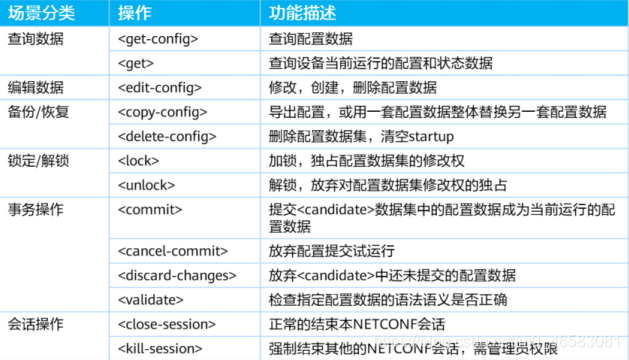 场景分类 操作 功能描述
查询数据 <get-config> 查询配置数据
<get> 查询设备当前运行的配置和状态数据
编辑数据 <edit-config> 修改，创建，删除配置数据
备份/恢复 <copy-config> 导出配置，或用一套配置数据整体替换另一套配置数据
<delete-config> 删除配置数据集，清空startup
锁定/解锁 <lock> 加锁，独占配置数据集的修改权
<unlock> 解锁，放弃对配置数据集修改权的独占
事务操作 <commit> 提交<candidate>数据集中的配置数据成为当前运行的配
置数据
<cancel-commit> 放弃配置提交试运行
<discard-changes> 放弃<candidate>中还未提交的配置数据
<validate> 检查指定配置数据的语法语义是否正确
会话操作 <close-session> 正常的结束本NETCONF会话
<kill-session> 强制结束其他的NETCONF会话，需管理员权限